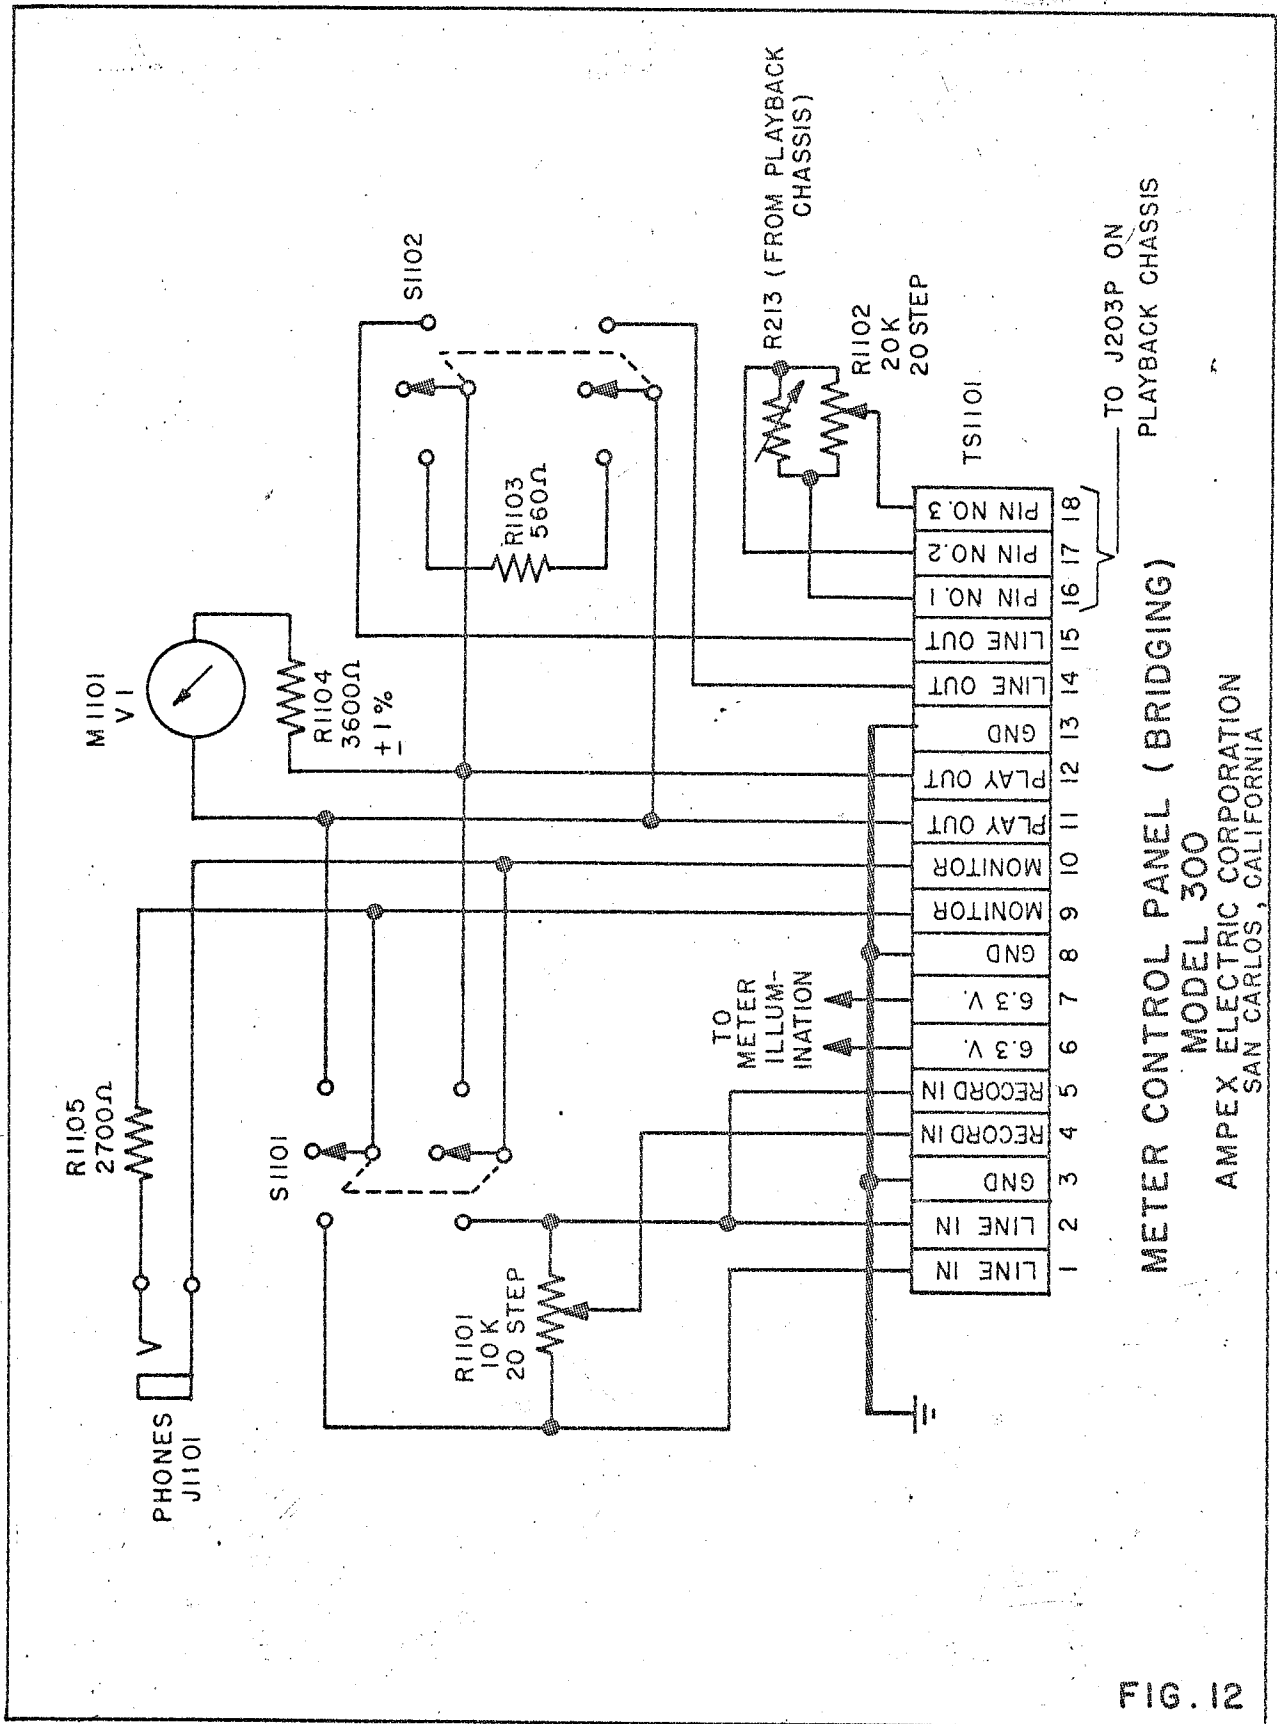 PHONES
J1101
R1105
2700Ω
M1101
V I
R1104
3600Ω
±1%
S1101
S1102
R1103
560Ω
R1101
10K
20 STEP
TO
METER
ILLUM-
INATION
R213 (FROM PLAYBACK
CHASSIS)
R1102
20K
20 STEP
TS1101
LINE IN
LINE IN
GND
RECORD IN
RECORD IN
6.3 V.
6.3 V.
GND
MONITOR
MONITOR
PLAY OUT
PLAY OUT
GND
LINE OUT
LINE OUT
PIN NO.1
PIN NO.2
PIN NO.3
1 2 3 4 5 6 7 8 9 10 11 12 13 14 15 16 17 18
TO J203P ON
PLAYBACK CHASSIS
METER CONTROL PANEL (BRIDGING)
MODEL 300
AMPEX ELECTRIC CORPORATION
SAN CARLOS, CALIFORNIA
FIG. 12